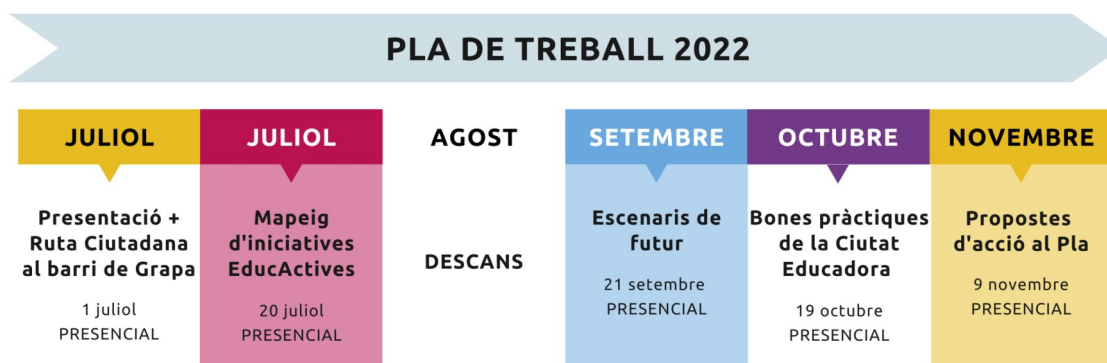 PLA DE TREBALL 2022
JULIOL
Presentació +
Ruta Ciutadana
al barri de Grapa
1 juliol
PRESENCIAL
JULIOL
Mapeig
d'iniciatives
EducActives
20 juliol
PRESENCIAL
AGOST
DESCANS
SETEMBRE
Escenaris de
futur
21 setembre
PRESENCIAL
OCTUBRE
Bones pràctiques
de la Ciutat
Educadora
19 octubre
PRESENCIAL
NOVEMBRE
Propostes
d'acció al Pla
9 novembre
PRESENCIAL